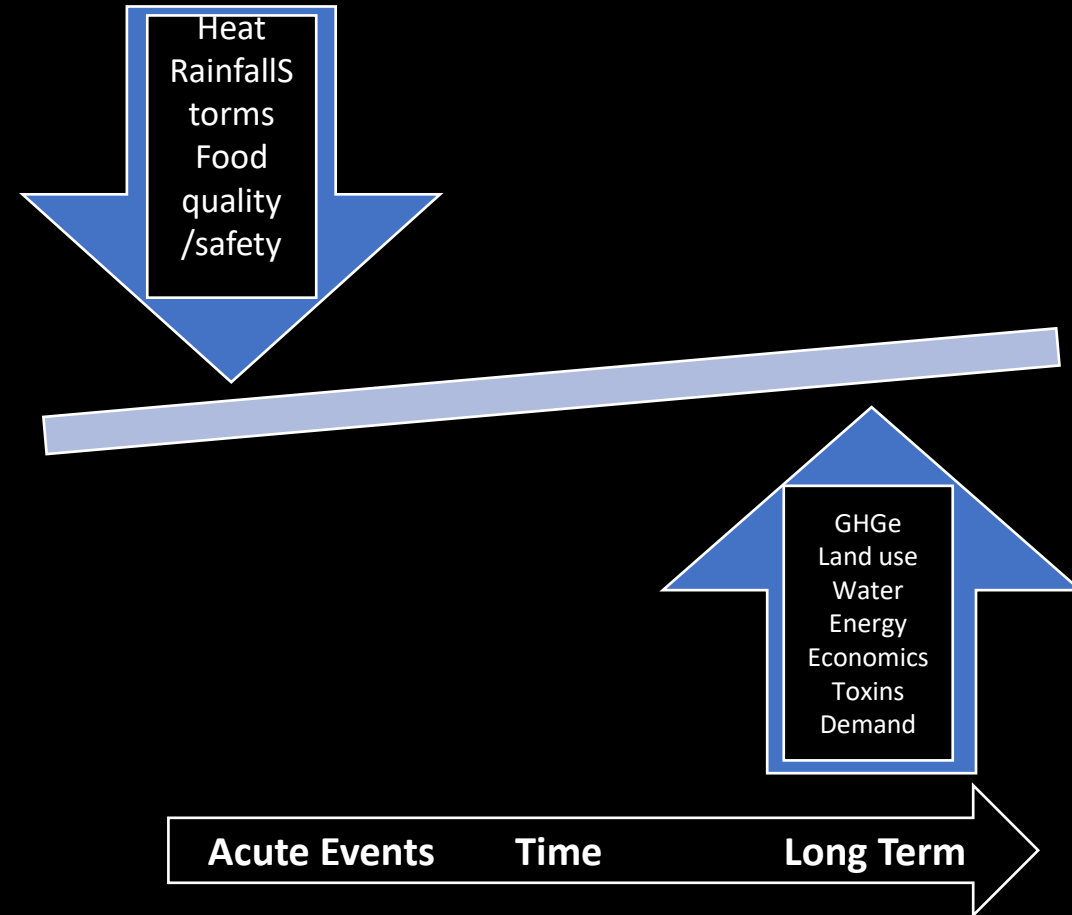 Heat
RainfallS
torms
Food
quality
/safety
GHGe
Land use
Water
Energy
Economics
Toxins
Demand
Acute Events Time Long Term